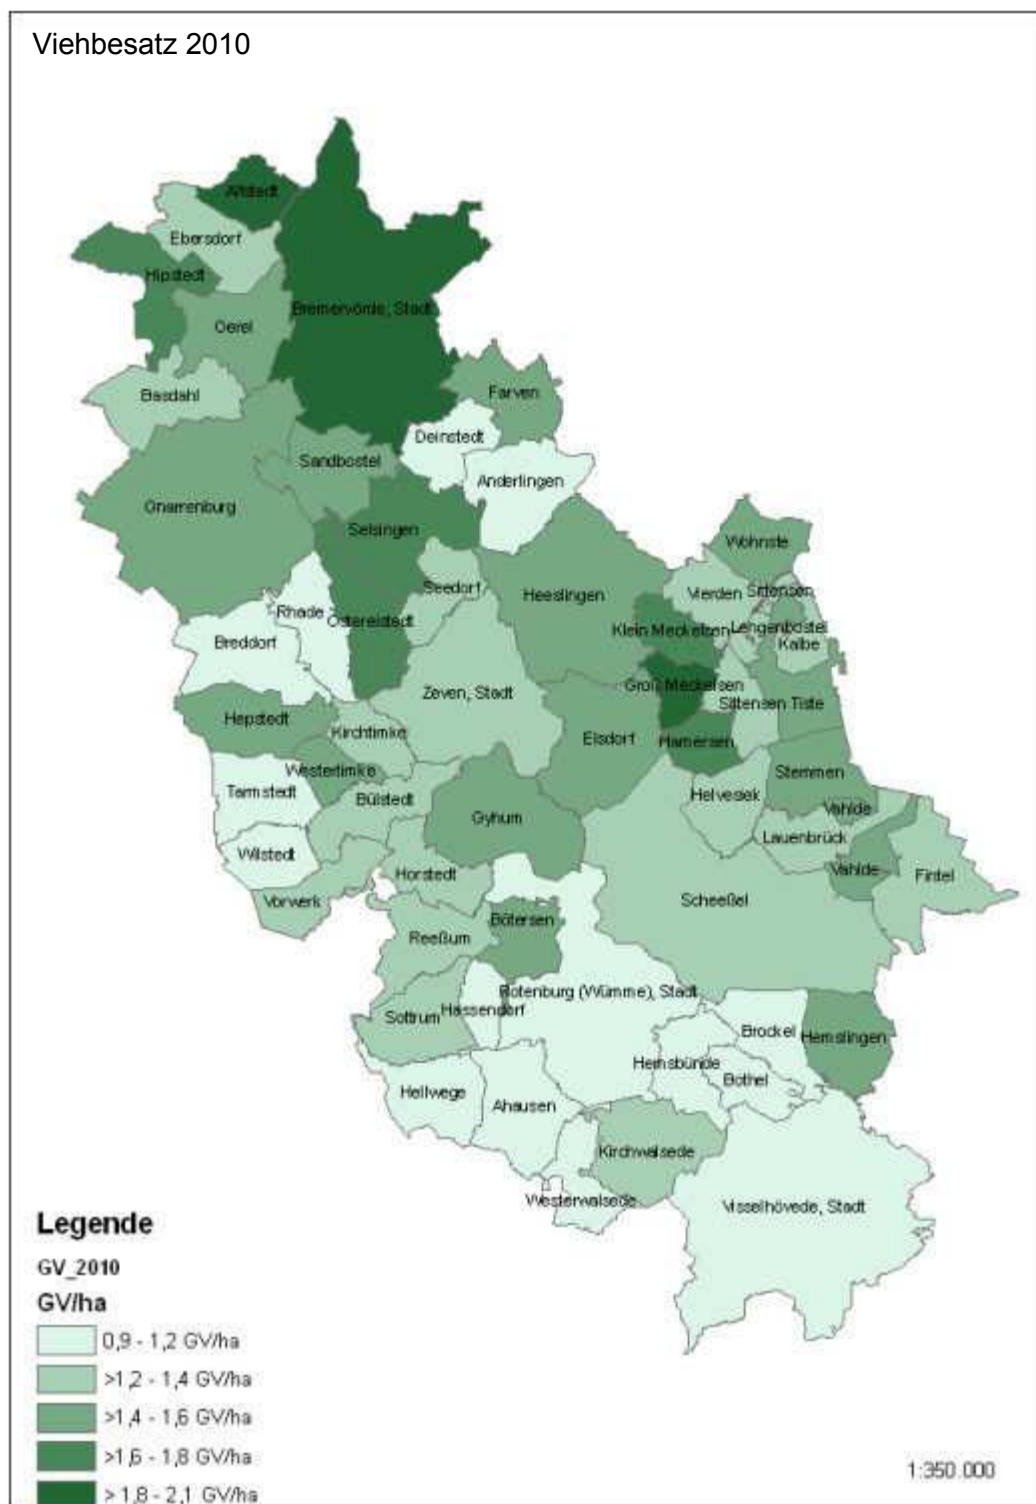 Viehbesatz 2010
Alfstedt
Ebersdorf
Hipstedt
Bremervörde, Stadt
Oerel
Basdahl
Farven
Deinstedt
Sandbostel
Anderlingen
Gnarrenburg
Selsingen
Wohnste
Seedorf
Heeslingen
Vierden
Sittensen
Rhade
Ostereistedt
Klein Meckelsen
Lengenbostel
Kalbe
Breddorf
Zeven, Stadt
Groß Meckelsen
Sittensen
Tiste
Hepstedt
Kirchtimke
Elsdorf
Hamersen
Westertimke
Stemmen
Tarmstedt
Bülstedt
Helvesiek
Vahlde
Gyhum
Lauenbrück
Wilstedt
Horstedt
Vahlde
Fintel
Vorwerk
Scheeßel
Bötersen
Reeßum
Rotenburg (Wümme), Stadt
Hassendorf
Sottrum
Brockel
Hemslingen
Hemsbünde
Bothel
Hellwege
Ahausen
Kirchwalsede
Westerwalsede
Visselhövede, Stadt
Legende
GV_2010
GV/ha
0,9 - 1,2 GV/ha
>1,2 - 1,4 GV/ha
>1,4 - 1,6 GV/ha
>1,6 - 1,8 GV/ha
> 1,8 - 2,1 GV/ha
1:350.000